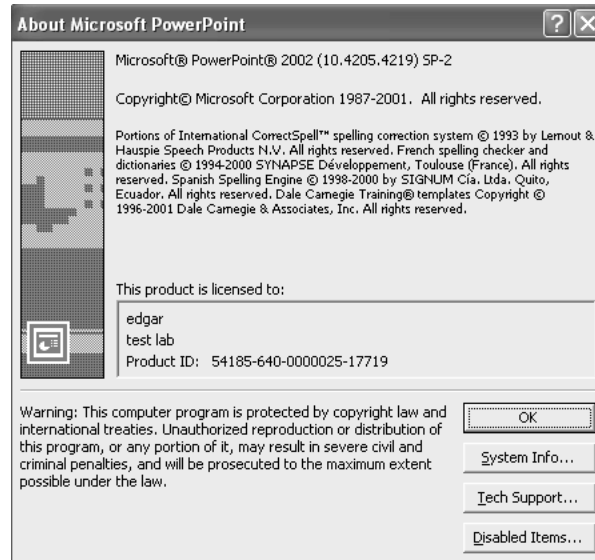 About Microsoft PowerPoint
Microsoft® PowerPoint® 2002 (10.4205.4219) SP-2
Copyright© Microsoft Corporation 1987-2001.  All rights reserved.
Portions of International CorrectSpell™ spelling correction system © 1993 by Lernout &
Hauspie Speech Products N.V. All rights reserved. French spelling checker and
dictionaries © 1994-2000 SYNAPSE Développement, Toulouse (France). All rights
reserved. Spanish Spelling Engine © 1998-2000 by SIGNUM Cía. Ltda. Quito,
Ecuador. All rights reserved. Dale Carnegie Training® templates Copyright ©
1996-2001 Dale Carnegie & Associates, Inc. All rights reserved.
This product is licensed to:
edgar
test lab
Product ID:  54185-640-0000025-17719
Warning: This computer program is protected by copyright law and
international treaties. Unauthorized reproduction or distribution of
this program, or any portion of it, may result in severe civil and
criminal penalties, and will be prosecuted to the maximum extent
possible under the law.
OK
System Info...
Tech Support...
Disabled Items...